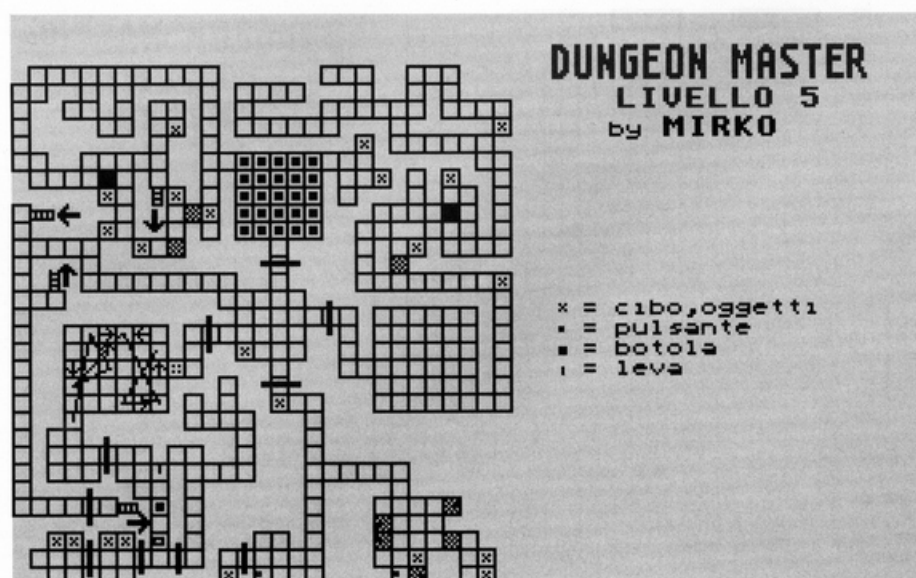 DUNGEON MASTER
LIVELLO 5
by MIRKO
x = cibo,oggetti
▪ = pulsante
■ = botola
ı = leva